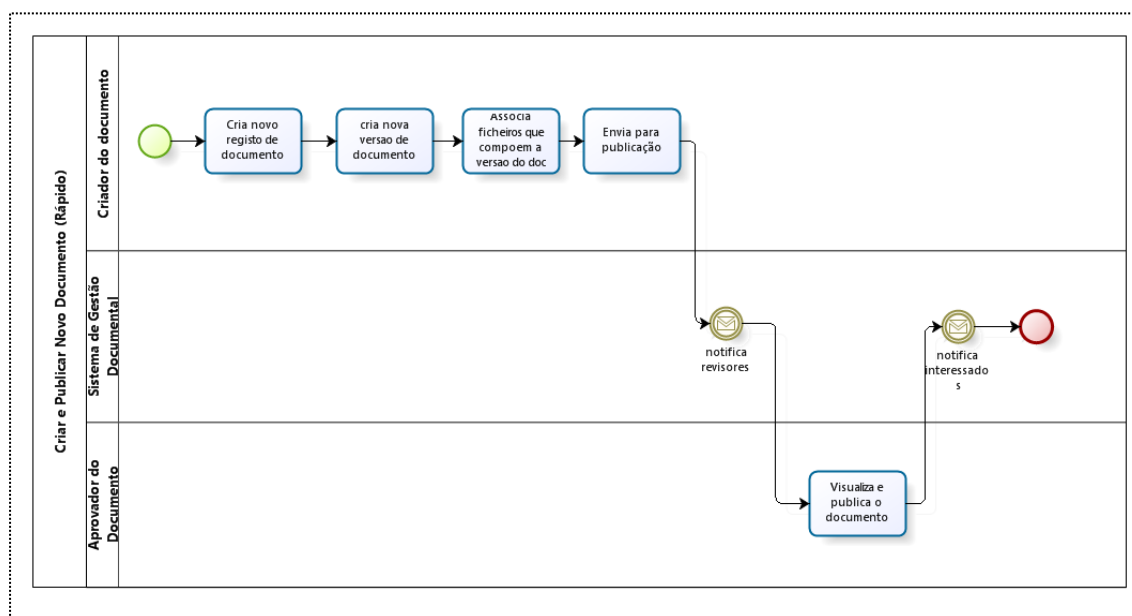 Criar e Publicar Novo Documento (Rápido)
Criador do documento
Cria novo
registo de
documento
cria nova
versao de
documento
Associa
ficheiros que
compoem a
versao do doc
Envia para
publicação
Sistema de Gestão
Documental
notifica
revisores
notifica
interessado
s
Aprovador do
Documento
Visualiza e
publica o
documento